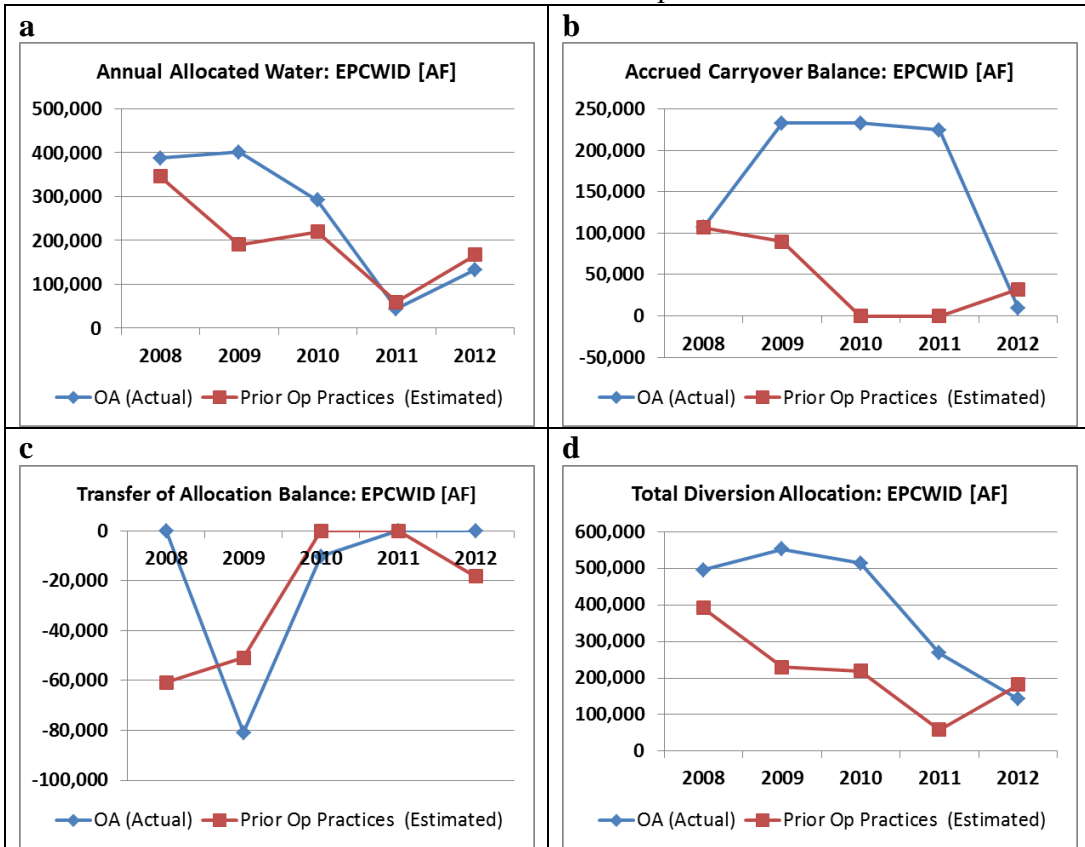 a
Annual Allocated Water: EPCWID [AF]
500,000
400,000
300,000
200,000
100,000
0
2008 2009 2010 2011 2012
OA (Actual) Prior Op Practices (Estimated)
b
Accrued Carryover Balance: EPCWID [AF]
250,000
200,000
150,000
100,000
50,000
0
-50,000
2008 2009 2010 2011 2012
OA (Actual) Prior Op Practices (Estimated)
c
Transfer of Allocation Balance: EPCWID [AF]
0
-20,000
-40,000
-60,000
-80,000
-100,000
2008 2009 2010 2011 2012
OA (Actual) Prior Op Practices (Estimated)
d
Total Diversion Allocation: EPCWID [AF]
600,000
500,000
400,000
300,000
200,000
100,000
0
2008 2009 2010 2011 2012
OA (Actual) Prior Op Practices (Estimated)